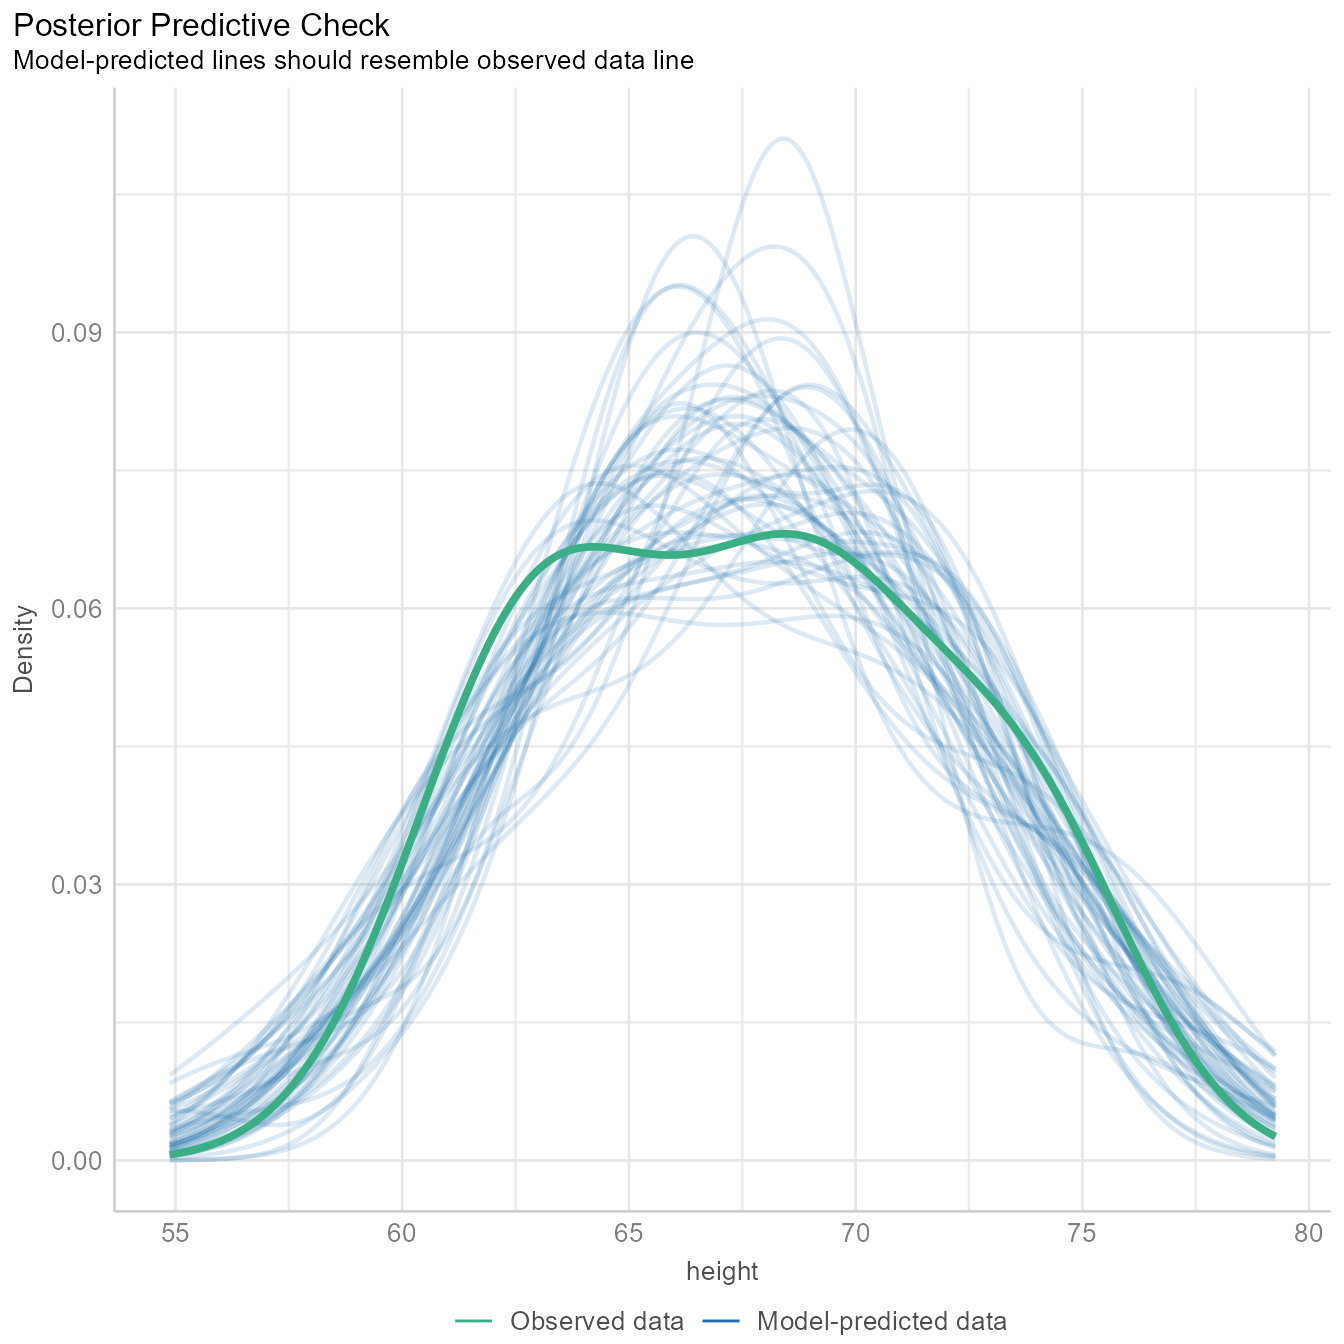 Posterior Predictive Check
Model-predicted lines should resemble observed data line
Density
0.09
0.06
0.03
0.00
55 60 65 70 75 80
height
Observed data Model-predicted data